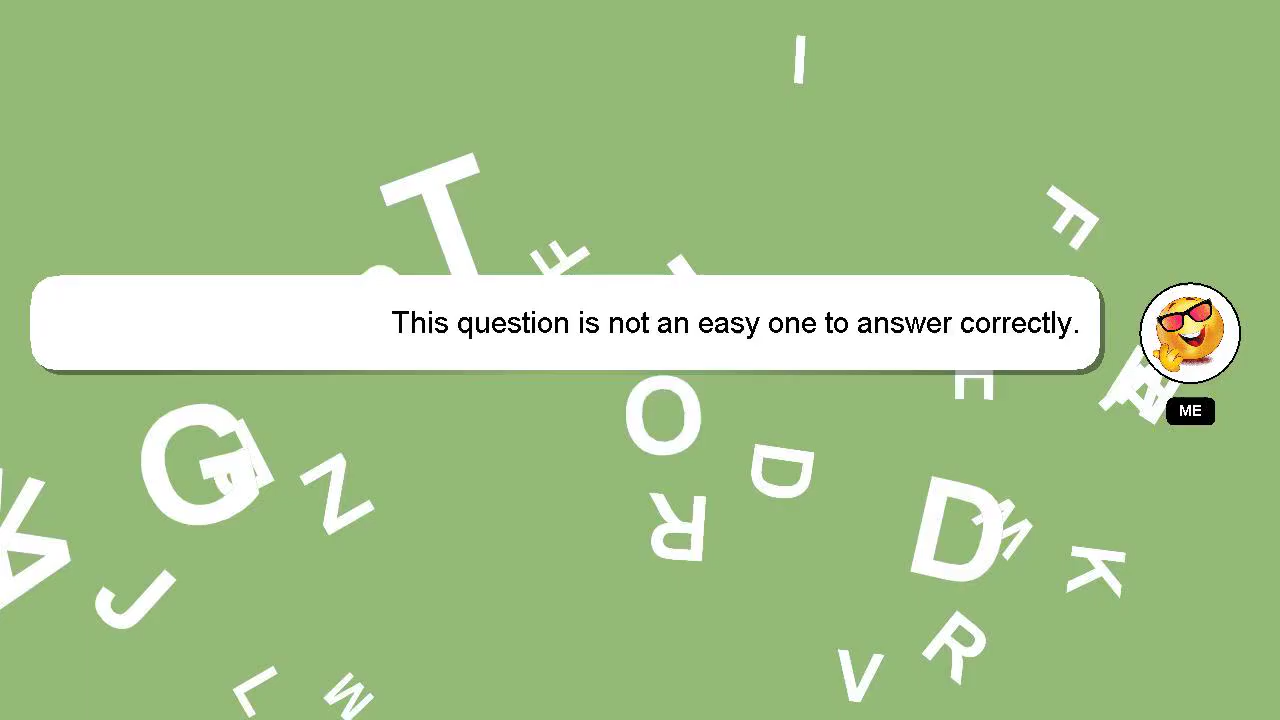 I
T
F
F
This question is not an easy one to answer correctly.
ME
H
O
G
N
D
R
D
M
K
J
R
V
L
M